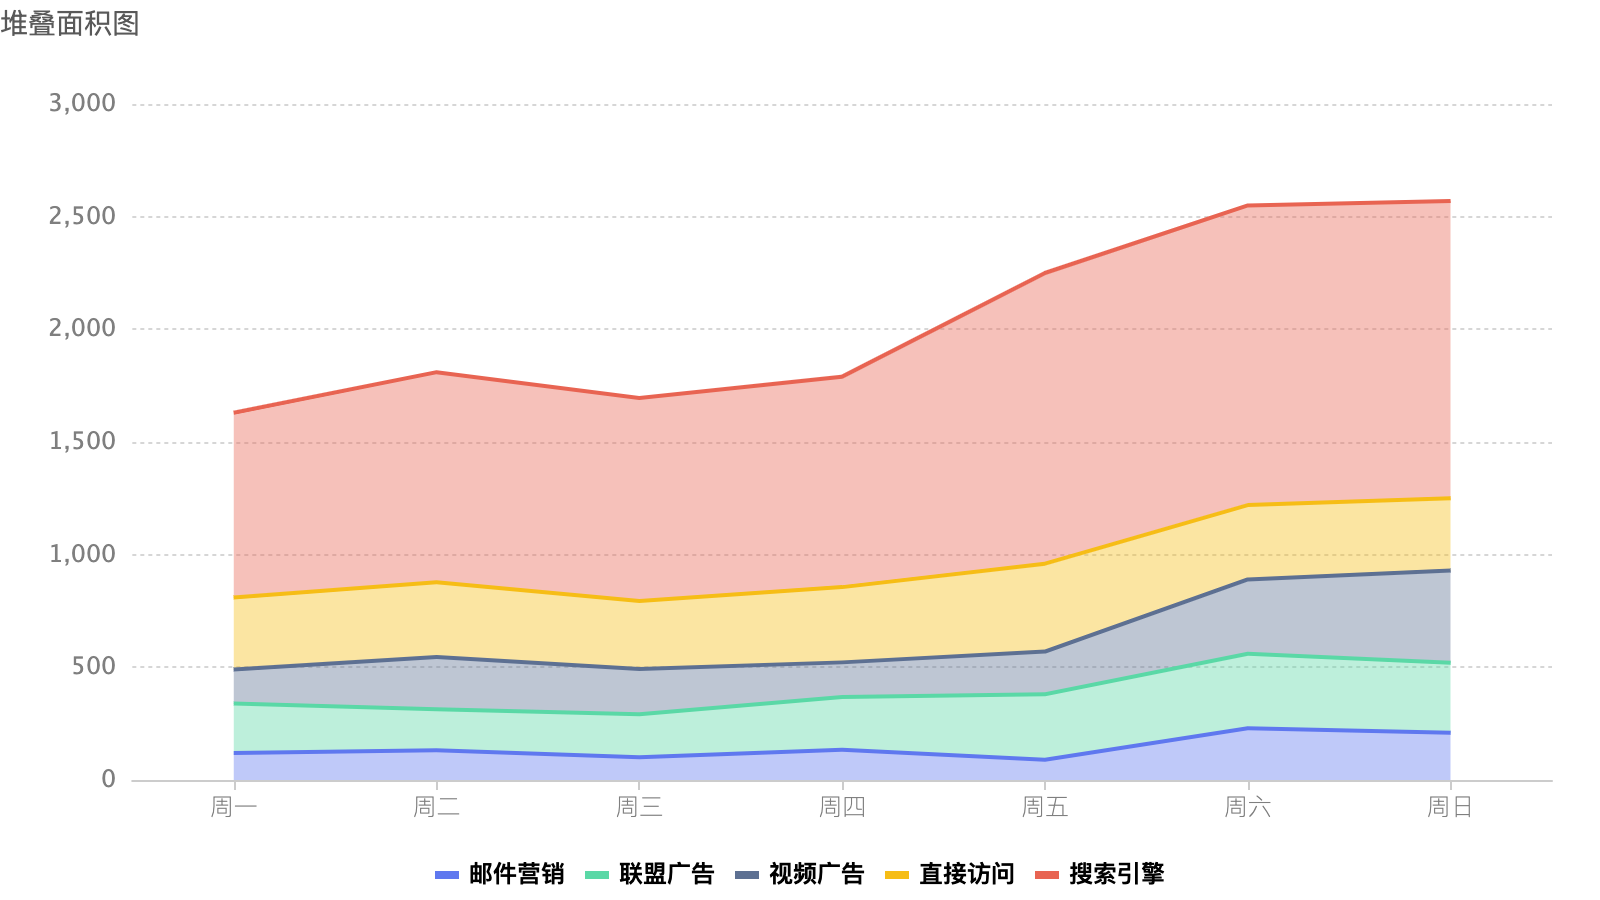 堆叠面积图
3,000
2,500
2,000
1,500
1,000
500
0
周一 周二 周三 周四 周五 周六 周日
邮件营销 联盟广告 视频广告 直接访问 搜索引擎